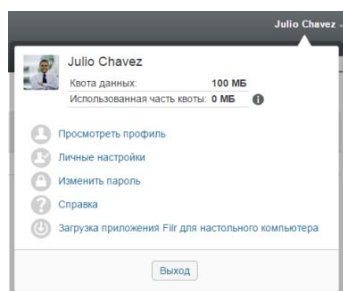 Julio Chavez
Julio Chavez
Квота данных: 100 МБ
Использованная часть квоты: 0 МБ
Просмотреть профиль
Личные настройки
Изменить пароль
Справка
Загрузка приложения Filr для настольного компьютера
Выход